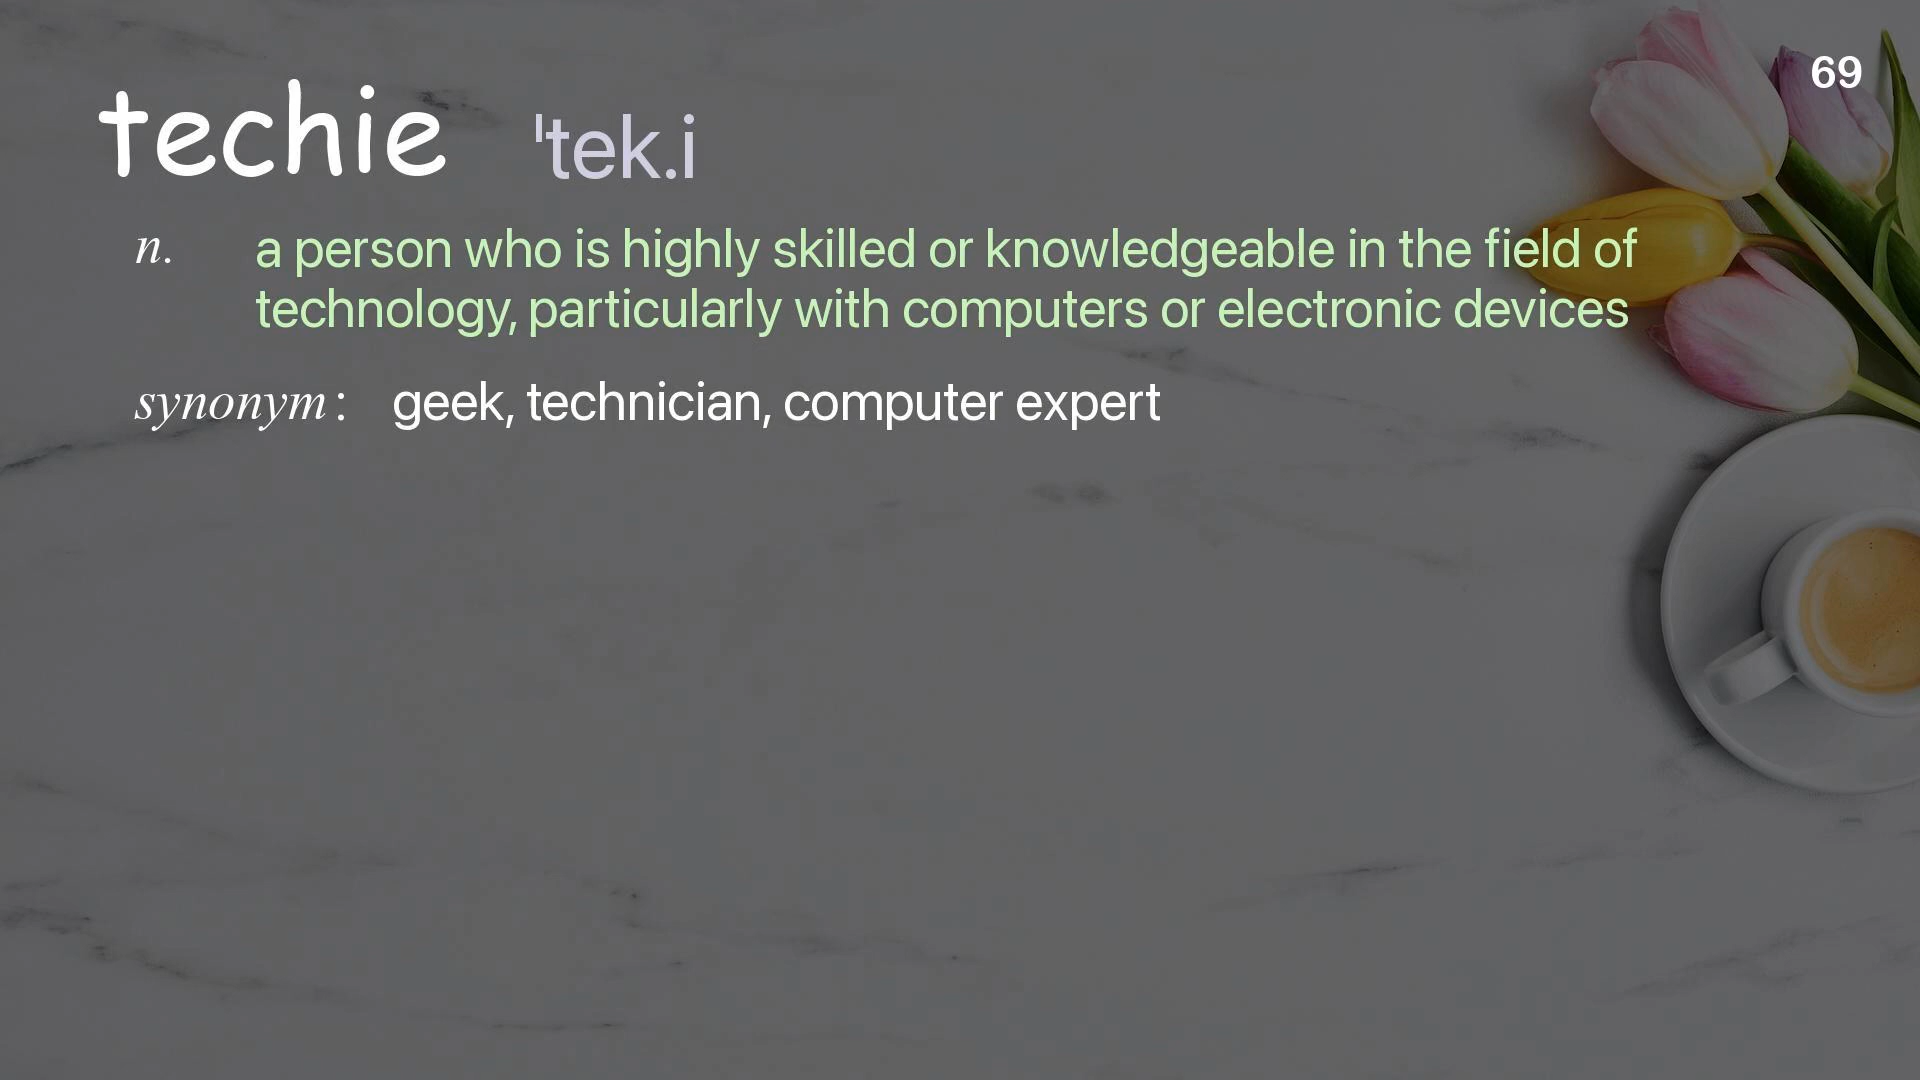 69
techie ˈtek.i
n. a person who is highly skilled or knowledgeable in the field of
technology, particularly with computers or electronic devices
synonym : geek, technician, computer expert